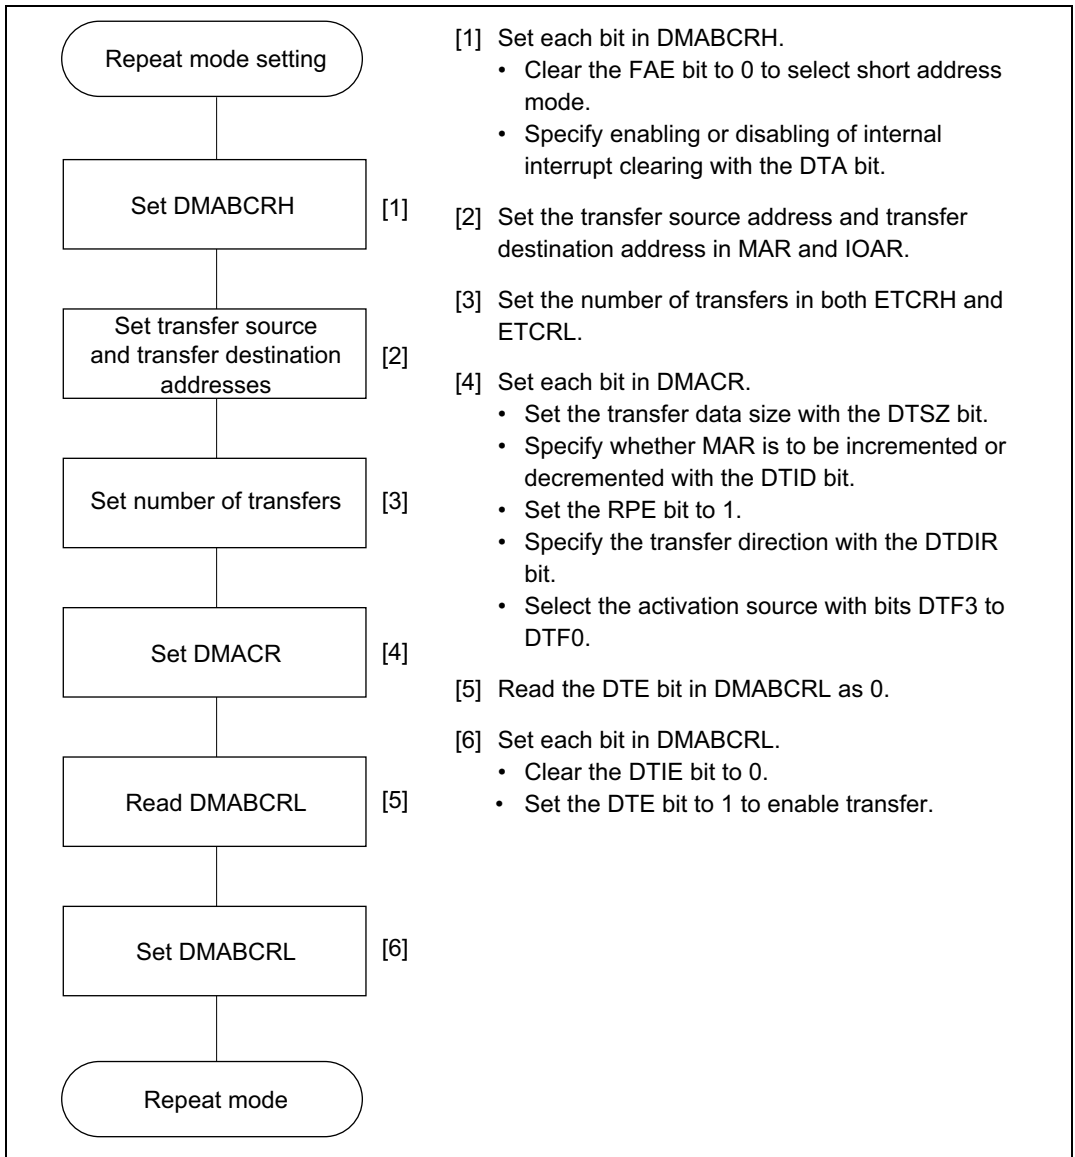 Repeat mode setting
Set DMABCRH [1]
Set transfer source
and transfer destination [2]
addresses
Set number of transfers [3]
Set DMACR [4]
Read DMABCRL [5]
Set DMABCRL [6]
Repeat mode
[1] Set each bit in DMABCRH.
• Clear the FAE bit to 0 to select short address
mode.
• Specify enabling or disabling of internal
interrupt clearing with the DTA bit.
[2] Set the transfer source address and transfer
destination address in MAR and IOAR.
[3] Set the number of transfers in both ETCRH and
ETCRL.
[4] Set each bit in DMACR.
• Set the transfer data size with the DTSZ bit.
• Specify whether MAR is to be incremented or
decremented with the DTID bit.
• Set the RPE bit to 1.
• Specify the transfer direction with the DTDIR
bit.
• Select the activation source with bits DTF3 to
DTF0.
[5] Read the DTE bit in DMABCRL as 0.
[6] Set each bit in DMABCRL.
• Clear the DTIE bit to 0.
• Set the DTE bit to 1 to enable transfer.